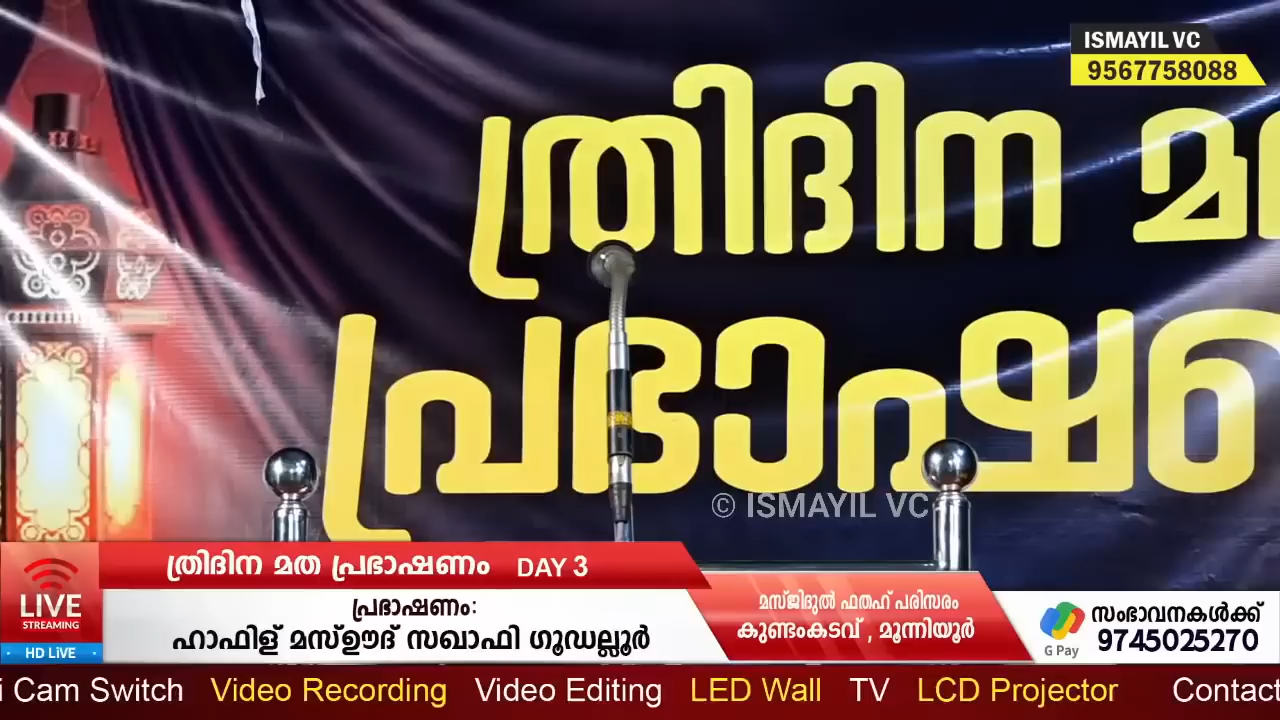 ISMAYIL VC
9567758088
ത്രിദിന
പ്രഭാഷണ
© ISMAYIL VC
ത്രിദിന മത പ്രഭാഷണം DAY 3
LIVE
STREAMING
HD LiVE
പ്രഭാഷണം:
ഹാഫിള് മസ്ഊദ് സഖാഫി ഗൂഡല്ലൂർ
മസ്ജിദുൽ ഫതഹ് പരിസരം
കുണ്ടംകടവ് , മുന്നിയൂർ
G Pay
സംഭാവനകൾക്ക്
9745025270
i Cam Switch Video Recording Video Editing LED Wall TV LCD Projector Contact